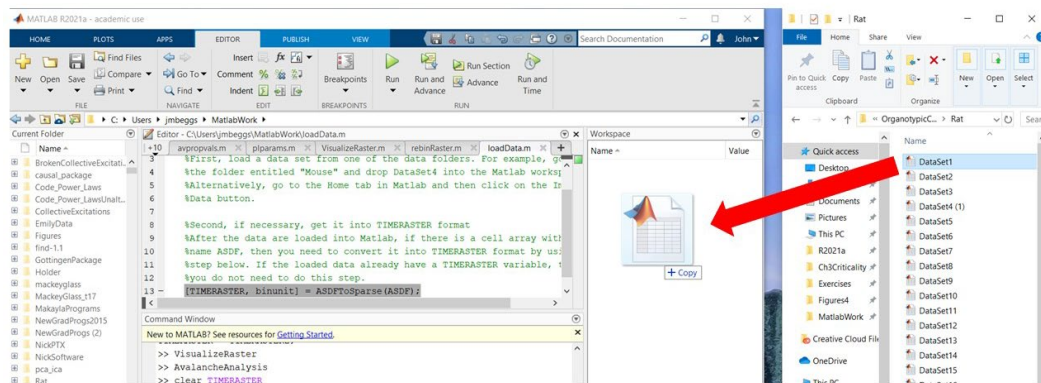 MATLAB R2021a - academic use
HOME PLOTS APPS EDITOR PUBLISH VIEW Search Documentation John
New Open Save Find Files Compare Print
Go To Find
Insert fx Comment Indent
Breakpoints Run Run and Advance Run Section Advance Run and Time
FILE NAVIGATE EDIT BREAKPOINTS RUN
C: Users jmbeggs MatlabWork
Current Folder
Name
BrokenCollectiveExcitati..
causal_package
Code_Power_Laws
Code_Power_LawsUnalt...
CollectiveExcitations
EmilyData
Figures
find-1.1
GottingenPackage
Holder
mackeyglass
MackeyGlass_t17
MakaylaPrograms
NewGradProgs2015
NewGradProgs (2)
NickPTX
NickSoftware
pca_ica
Rat
Editor - C:\Users\jmbeggs\MatlabWork\loadData.m
+10 avpropvals.m plparams.m VisualizeRaster.m rebinRaster.m loadData.m +
3 %First, load a data set from one of the data folders. For example, g
4 %the folder entitled "Mouse" and drop DataSet4 into the Matlab worksp
5 %Alternatively, go to the Home tab in Matlab and then click on the Im
6 %Data button.
7
8 %Second, if necessary, get it into TIMERASTER format
9 %After the data are loaded into Matlab, if there is a cell array with
10 %name ASDF, then you need to convert it into TIMERASTER format by usi
11 %step below. If the loaded data already have a TIMERASTER variable, t
12 %you do not need to do this step.
13 - [TIMERASTER, binunit] = ASDFToSparse(ASDF);
Command Window
New to MATLAB? See resources for Getting Started.
>> VisualizeRaster
>> AvalancheAnalysis
>> clear TIMERASTER
Workspace
Name Value
+ Copy
Rat
File Home Share View
Pin to Quick access Copy Paste New Open Select
Clipboard Organize
OrganotypicC... Rat Sear
Quick access
Desktop
Documents
Pictures
This PC
R2021a
Ch3Criticality
Figures4
MatlabWork
Creative Cloud File
OneDrive
This PC
Name
DataSet1
DataSet2
DataSet3
DataSet4 (1)
DataSet5
DataSet6
DataSet7
DataSet8
DataSet9
DataSet10
DataSet11
DataSet12
DataSet13
DataSet14
DataSet15